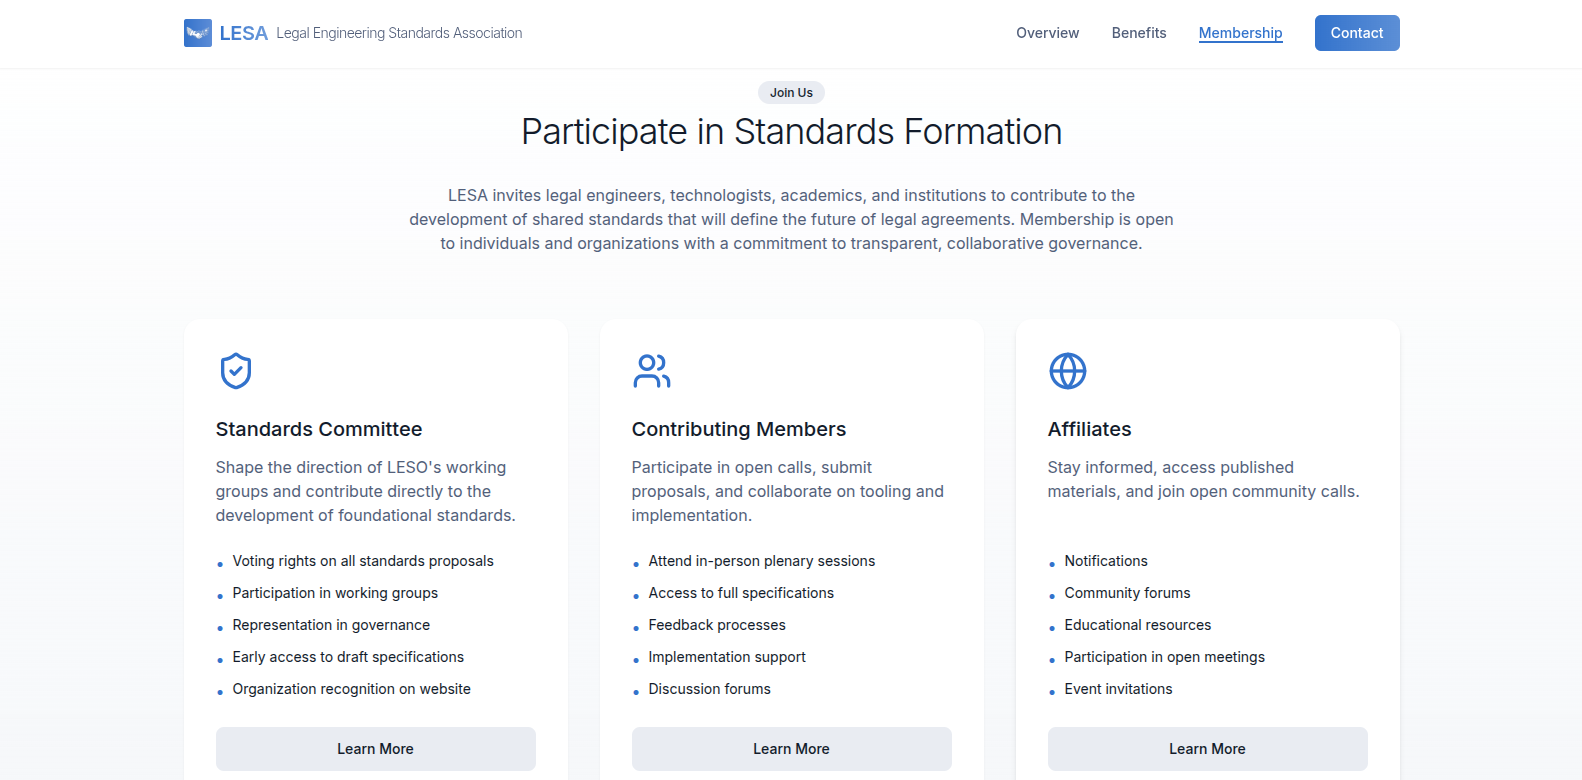 LESA Legal Engineering Standards Association
Overview
Benefits
Membership
Contact
Join Us
Participate in Standards Formation
LESA invites legal engineers, technologists, academics, and institutions to contribute to the
development of shared standards that will define the future of legal agreements. Membership is open
to individuals and organizations with a commitment to transparent, collaborative governance.
Standards Committee
Shape the direction of LESO's working
groups and contribute directly to the
development of foundational standards.
• Voting rights on all standards proposals
• Participation in working groups
• Representation in governance
• Early access to draft specifications
• Organization recognition on website
Learn More
Contributing Members
Participate in open calls, submit
proposals, and collaborate on tooling and
implementation.
• Attend in-person plenary sessions
• Access to full specifications
• Feedback processes
• Implementation support
• Discussion forums
Learn More
Affiliates
Stay informed, access published
materials, and join open community calls.
• Notifications
• Community forums
• Educational resources
• Participation in open meetings
• Event invitations
Learn More